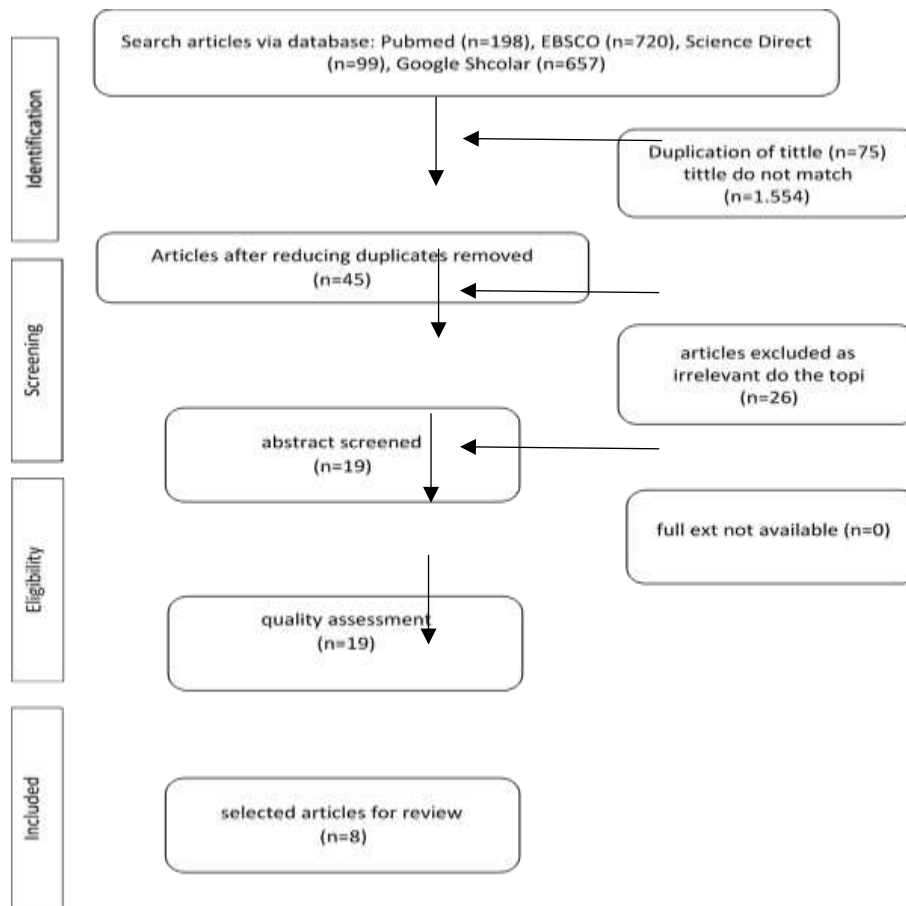 Identification
Search articles via database: Pubmed (n=198), EBSCO (n=720), Science Direct
(n=99), Google Shcolar (n=657)
Duplication of tittle (n=75)
tittle do not match
(n=1.554)
Screening
Articles after reducing duplicates removed
(n=45)
articles excluded as
irrelevant do the topi
(n=26)
abstract screened
(n=19)
Eligibility
full ext not available (n=0)
quality assessment
(n=19)
Included
selected articles for review
(n=8)